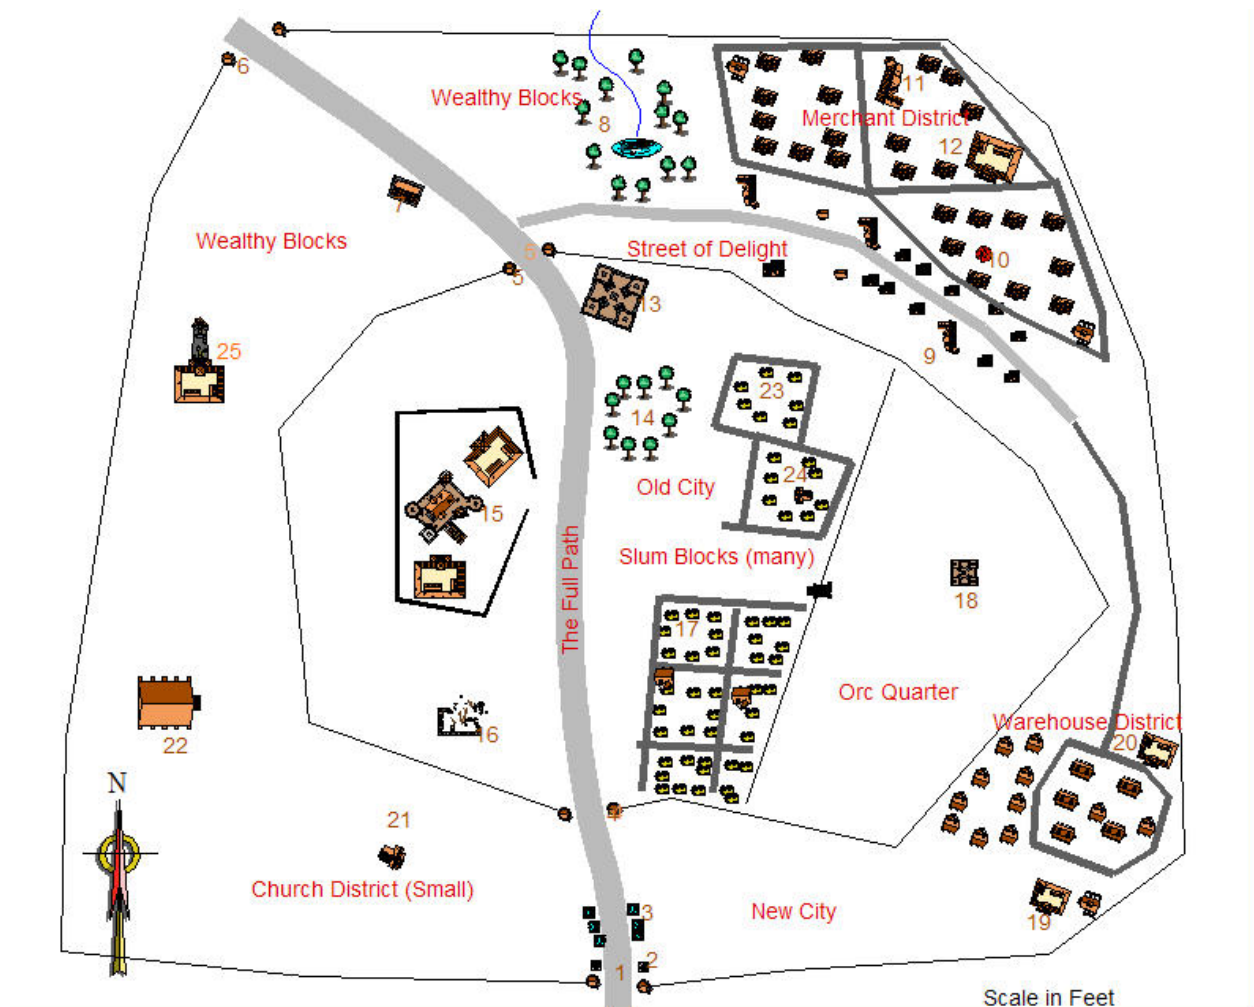 6
11
Wealthy Blocks
8
Merchant District
12
7
Wealthy Blocks
5
Street of Delight
10
5
13
25
9
23
14
24
Old City
15
Slum Blocks (many)
The Full Path
18
17
Orc Quarter
Warehouse District
16
20
22
N
4
21
Church District (Small)
3
New City
19
2
1
Scale in Feet